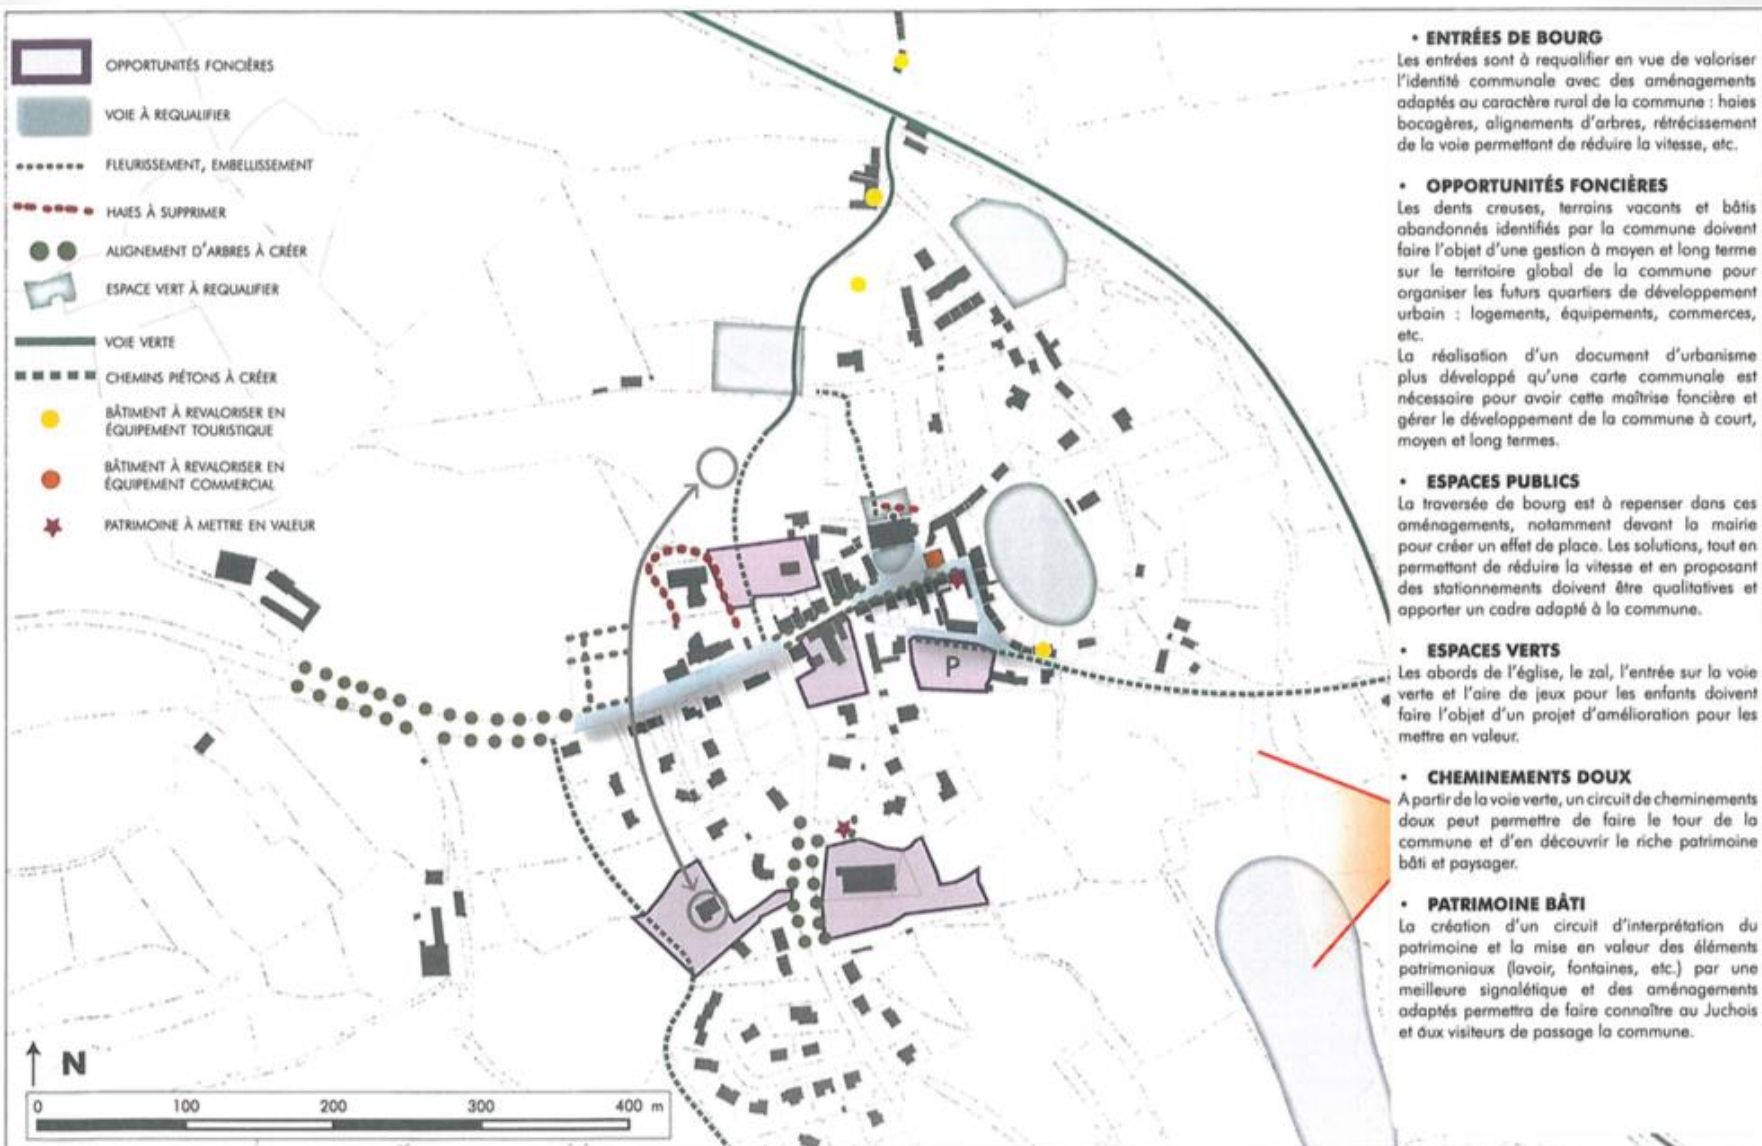 OPPORTUNITÉS FONCIÈRES
VOIE À REQUALIFIER
FLEURISSEMENT, EMBELLISSEMENT
HAIES À SUPPRIMER
ALIGNEMENT D'ARBRES À CRÉER
ESPACE VERT À REQUALIFIER
VOIE VERTE
CHEMINS PIÉTONS À CRÉER
BÂTIMENT À REVALORISER EN
ÉQUIPEMENT TOURISTIQUE
BÂTIMENT À REVALORISER EN
ÉQUIPEMENT COMMERCIAL
PATRIMOINE À METTRE EN VALEUR
P
N
0 100 200 300 400 m
• ENTRÉES DE BOURG
Les entrées sont à requalifier en vue de valoriser
l'identité communale avec des aménagements
adaptés au caractère rural de la commune : haies
bocagères, alignements d'arbres, rétrécissement
de la voie permettant de réduire la vitesse, etc.
• OPPORTUNITÉS FONCIÈRES
Les dents creuses, terrains vacants et bâtis
abandonnés identifiés par la commune doivent
faire l'objet d'une gestion à moyen et long terme
sur le territoire global de la commune pour
organiser les futurs quartiers de développement
urbain : logements, équipements, commerces,
etc.
La réalisation d'un document d'urbanisme
plus développé qu'une carte communale est
nécessaire pour avoir cette maîtrise foncière et
gérer le développement de la commune à court,
moyen et long termes.
• ESPACES PUBLICS
La traversée de bourg est à repenser dans ces
aménagements, notamment devant la mairie
pour créer un effet de place. Les solutions, tout en
permettant de réduire la vitesse et en proposant
des stationnements doivent être qualitatives et
apporter un cadre adapté à la commune.
• ESPACES VERTS
Les abords de l'église, le zal, l'entrée sur la voie
verte et l'aire de jeux pour les enfants doivent
faire l'objet d'un projet d'amélioration pour les
mettre en valeur.
• CHEMINEMENTS DOUX
A partir de la voie verte, un circuit de cheminements
doux peut permettre de faire le tour de la
commune et d'en découvrir le riche patrimoine
bâti et paysager.
• PATRIMOINE BÂTI
La création d'un circuit d'interprétation du
patrimoine et la mise en valeur des éléments
patrimoniaux (lavoir, fontaines, etc.) par une
meilleure signalétique et des aménagements
adaptés permettra de faire connaître au Juchois
et aux visiteurs de passage la commune.